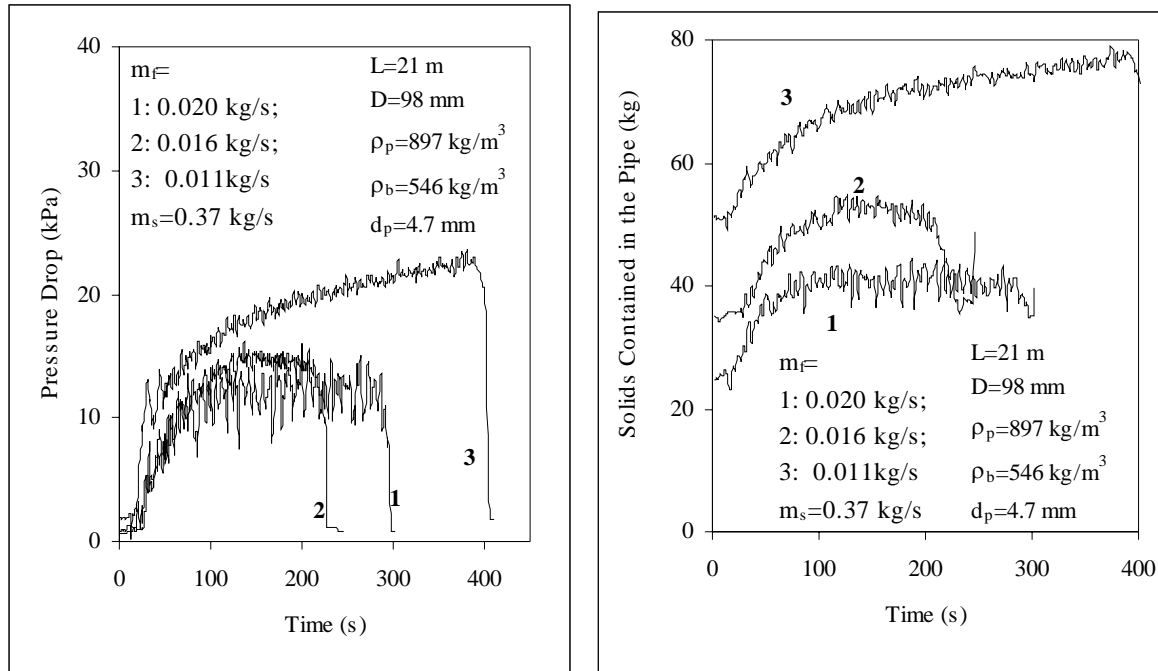 40
30
20
10
0
Pressure Drop (kPa)
m_f=
1: 0.020 kg/s;
2: 0.016 kg/s;
3: 0.011kg/s
m_s=0.37 kg/s
L=21 m
D=98 mm
ρ_p=897 kg/m³
ρ_b=546 kg/m³
d_p=4.7 mm
3
2
1
0 100 200 300 400
Time (s)
80
60
40
20
0
Solids Contained in the Pipe (kg)
3
2
1
m_f=
1: 0.020 kg/s;
2: 0.016 kg/s;
3: 0.011kg/s
m_s=0.37 kg/s
L=21 m
D=98 mm
ρ_p=897 kg/m³
ρ_b=546 kg/m³
d_p=4.7 mm
0 100 200 300 400
Time (s)